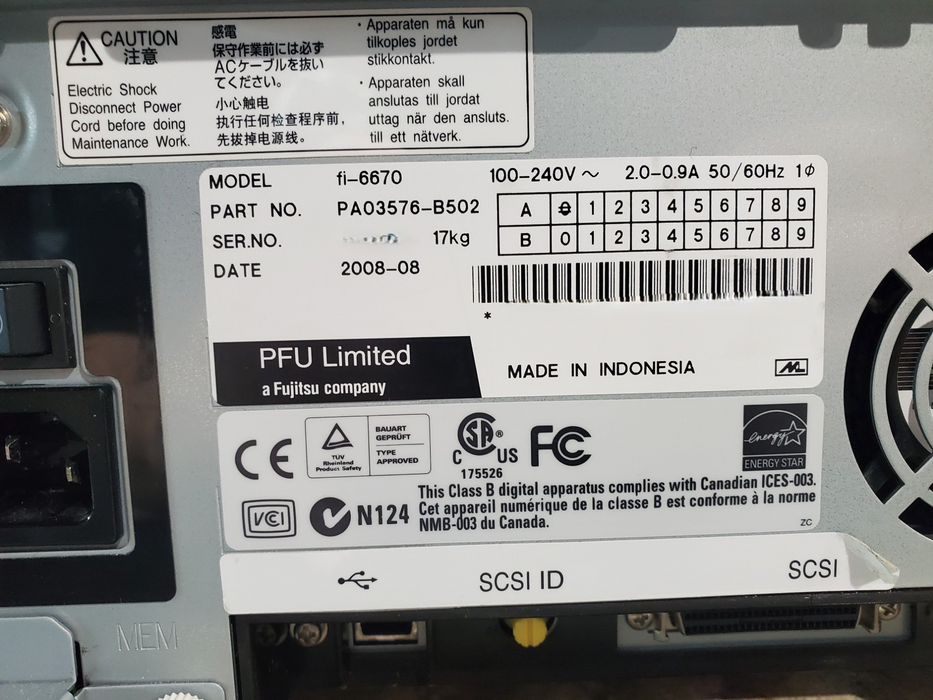 CAUTION
注意
Electric Shock
Disconnect Power
Cord before doing
Maintenance Work.
感電
保守作業前には必ず
ACケーブルを抜い
てください。
小心触电
执行任何检查程序前，
先拔掉电源线。
・Apparaten må kun
tilkoples jordet
stikkontakt.
・Apparaten skall
anslutas till jordat
uttag när den ansluts.
till ett nätverk.
MODEL fi-6670 100-240V～ 2.0-0.9A 50/60Hz 1φ
PART NO. PA03576-B502
A 0 1 2 3 4 5 6 7 8 9
B 0 1 2 3 4 5 6 7 8 9
SER.NO. 17kg
DATE 2008-08
*
PFU Limited
a Fujitsu company
MADE IN INDONESIA
ML
CE
TÜV
Rheinland
Product Safety
BAUART
GEPRÜFT
TYPE
APPROVED
C SA® US
175526
FC
energy
ENERGY STAR
VCI
N124
This Class B digital apparatus complies with Canadian ICES-003.
Cet appareil numérique de la classe B est conforme à la norme
NMB-003 du Canada.
ZC
SCSI ID
SCSI
MEM